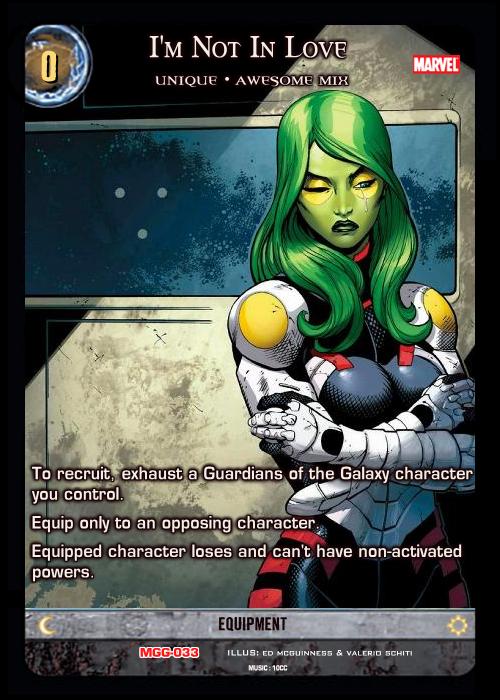 0
I'm Not In Love
UNIQUE • AWESOME MIX
MARVEL
To recruit, exhaust a Guardians of the Galaxy character
you control.
Equip only to an opposing character.
Equipped character loses and can't have non-activated
powers.
EQUIPMENT
MGG-033 ILLUS: ED MCGUINNESS & VALERIO SCHITI
MUSIC: 10CC